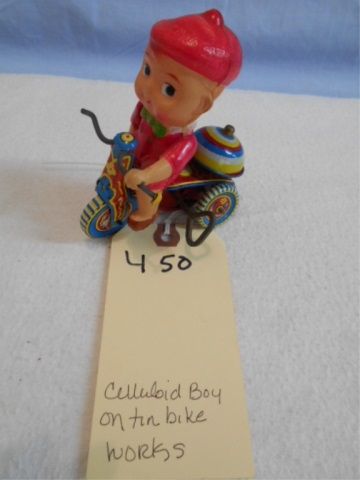 450
Celluloid Boy
on tin bike
works